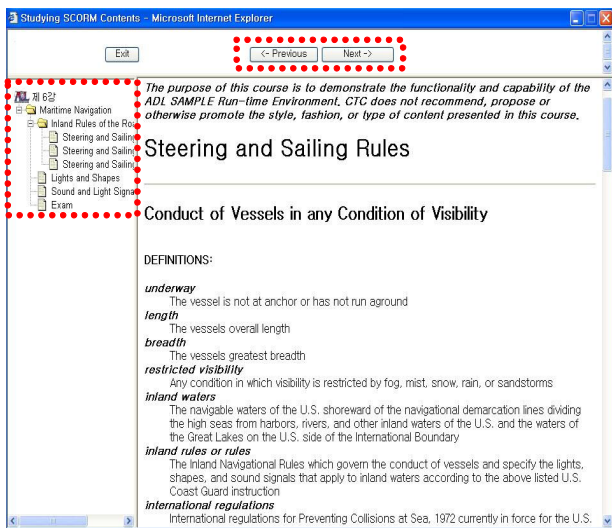 Studying SCORM Contents - Microsoft Internet Explorer
Exit
<- Previous
Next ->
제 6강
Maritime Navigation
Inland Rules of the Roa
Steering and Sailing
Steering and Sailing
Steering and Sailing
Lights and Shapes
Sound and Light Signa
Exam
The purpose of this course is to demonstrate the functionality and capability of the
ADL SAMPLE Run-time Environment. CTC does not recommend, propose or
otherwise promote the style, fashion, or type of content presented in this course.
Steering and Sailing Rules
Conduct of Vessels in any Condition of Visibility
DEFINITIONS:
underway
The vessel is not at anchor or has not run aground
length
The vessels overall length
breadth
The vessels greatest breadth
restricted visibility
Any condition in which visibility is restricted by fog, mist, snow, rain, or sandstorms
inland waters
The navigable waters of the U.S. shoreward of the navigational demarcation lines dividing
the high seas from harbors, rivers, and other inland waters of the U.S. and the waters of
the Great Lakes on the U.S. side of the International Boundary
inland rules or rules
The Inland Navigational Rules which govern the conduct of vessels and specify the lights,
shapes, and sound signals that apply to inland waters according to the above listed U.S.
Coast Guard instruction
international regulations
International regulations for Preventing Collisions at Sea, 1972 currently in force for the U.S.